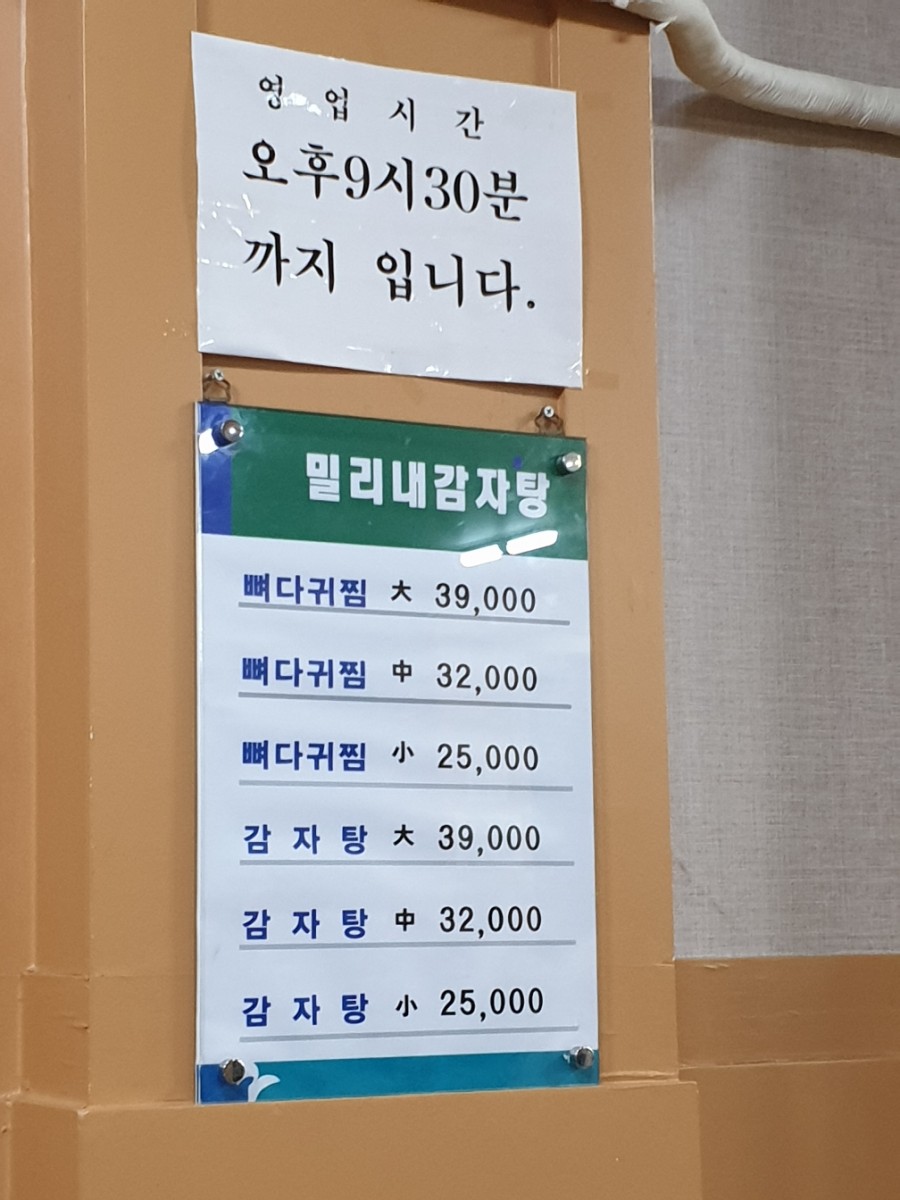 영 업 시 간
오후9시30분
까지 입니다.
밀리내감자탕
뼈다귀찜 大 39,000
뼈다귀찜 中 32,000
뼈다귀찜 小 25,000
감 자 탕 大 39,000
감 자 탕 中 32,000
감 자 탕 小 25,000